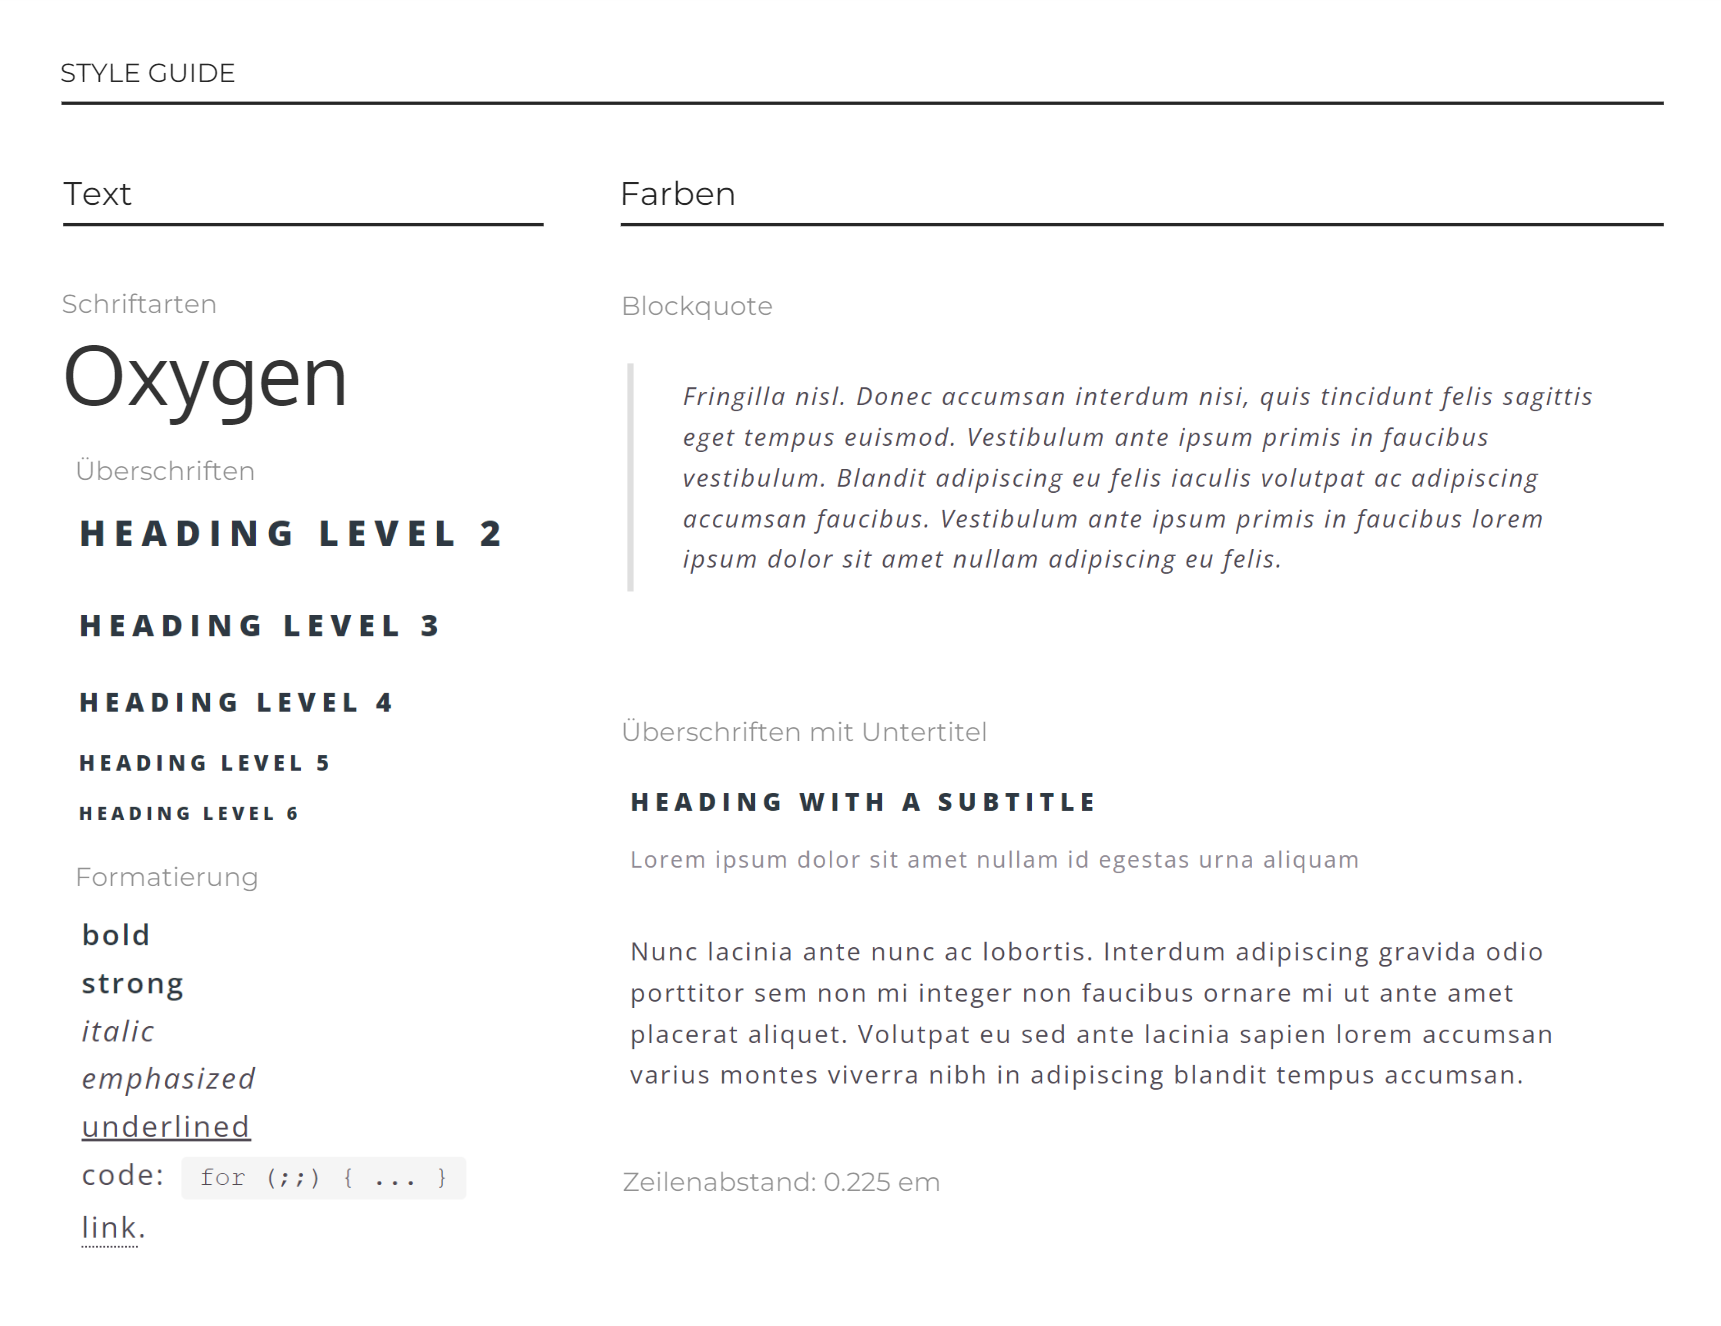 STYLE GUIDE
Text
Schriftarten
Oxygen
Überschriften
HEADING LEVEL 2
HEADING LEVEL 3
HEADING LEVEL 4
HEADING LEVEL 5
HEADING LEVEL 6
Formatierung
bold
strong
italic
emphasized
underlined
code: for (;;) { ... }
link.
Farben
Blockquote
Fringilla nisl. Donec accumsan interdum nisi, quis tincidunt felis sagittis
eget tempus euismod. Vestibulum ante ipsum primis in faucibus
vestibulum. Blandit adipiscing eu felis iaculis volutpat ac adipiscing
accumsan faucibus. Vestibulum ante ipsum primis in faucibus lorem
ipsum dolor sit amet nullam adipiscing eu felis.
Überschriften mit Untertitel
HEADING WITH A SUBTITLE
Lorem ipsum dolor sit amet nullam id egestas urna aliquam
Nunc lacinia ante nunc ac lobortis. Interdum adipiscing gravida odio
porttitor sem non mi integer non faucibus ornare mi ut ante amet
placerat aliquet. Volutpat eu sed ante lacinia sapien lorem accumsan
varius montes viverra nibh in adipiscing blandit tempus accumsan.
Zeilenabstand: 0.225 em